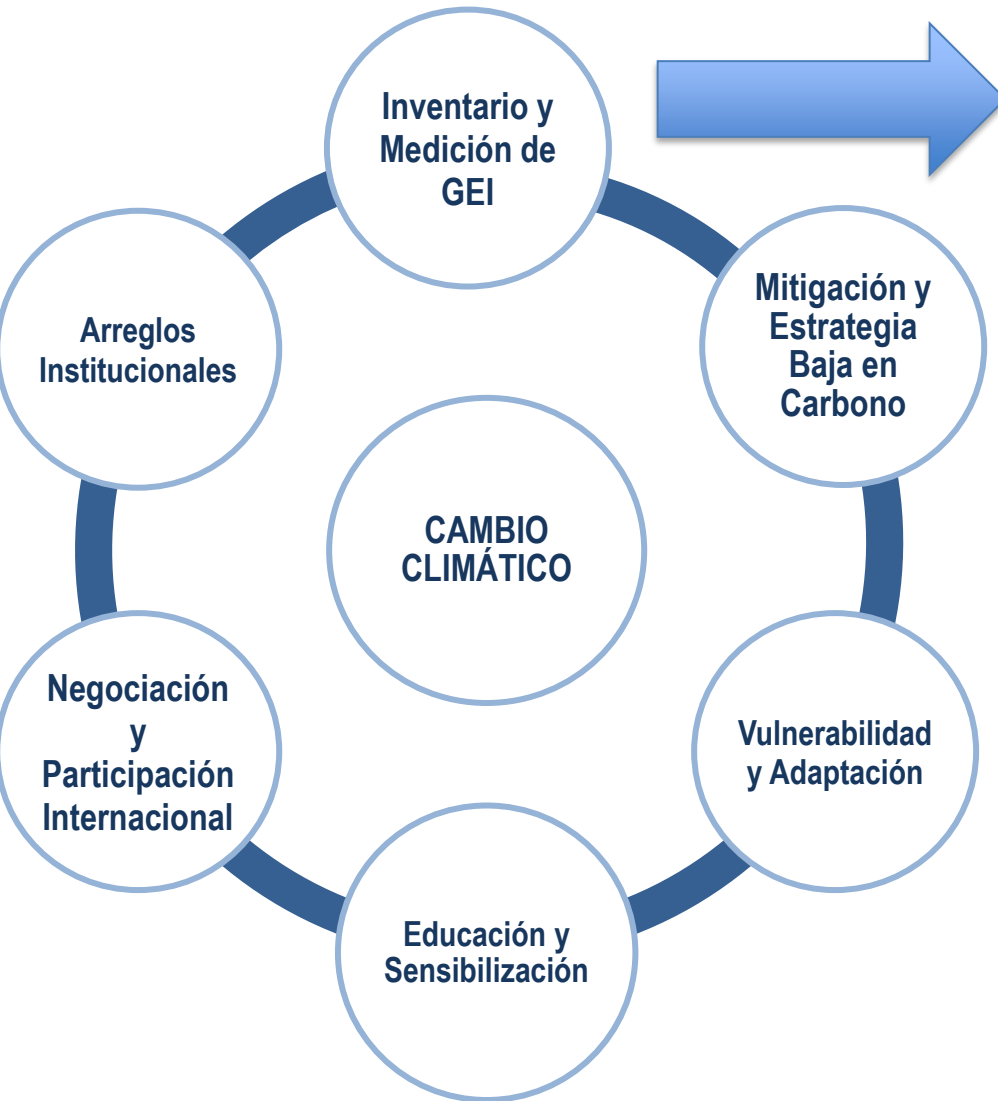 Inventario y
Medición de
GEI
Mitigación y
Estrategia
Baja en
Carbono
Vulnerabilidad
y Adaptación
Educación y
Sensibilización
Negociación
y
Participación
Internacional
Arreglos
Institucionales
CAMBIO
CLIMÁTICO